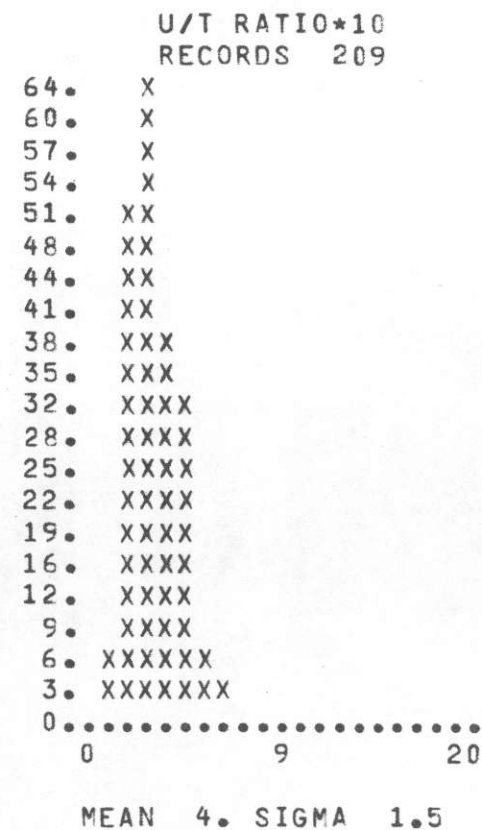 U/T RATIO*10
RECORDS 209
64. X
60. X
57. X
54. X
51. XX
48. XX
44. XX
41. XX
38. XXX
35. XXX
32. XXXX
28. XXXX
25. XXXX
22. XXXX
19. XXXX
16. XXXX
12. XXXX
9. XXXX
6. XXXXXX
3. XXXXXXX
0......................
0 9 20
MEAN 4. SIGMA 1.5